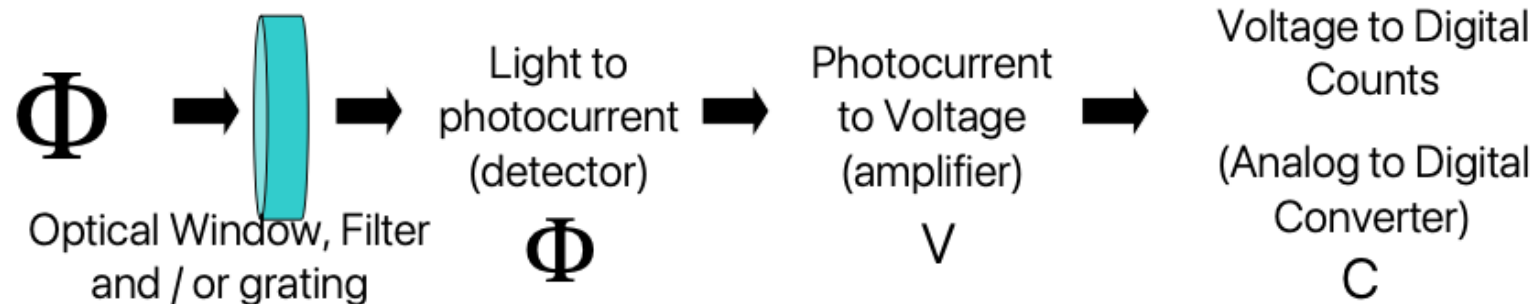 Φ
Optical Window, Filter
and / or grating
Light to
photocurrent
(detector)
Φ
Photocurrent
to Voltage
(amplifier)
V
Voltage to Digital
Counts
(Analog to Digital
Converter)
C